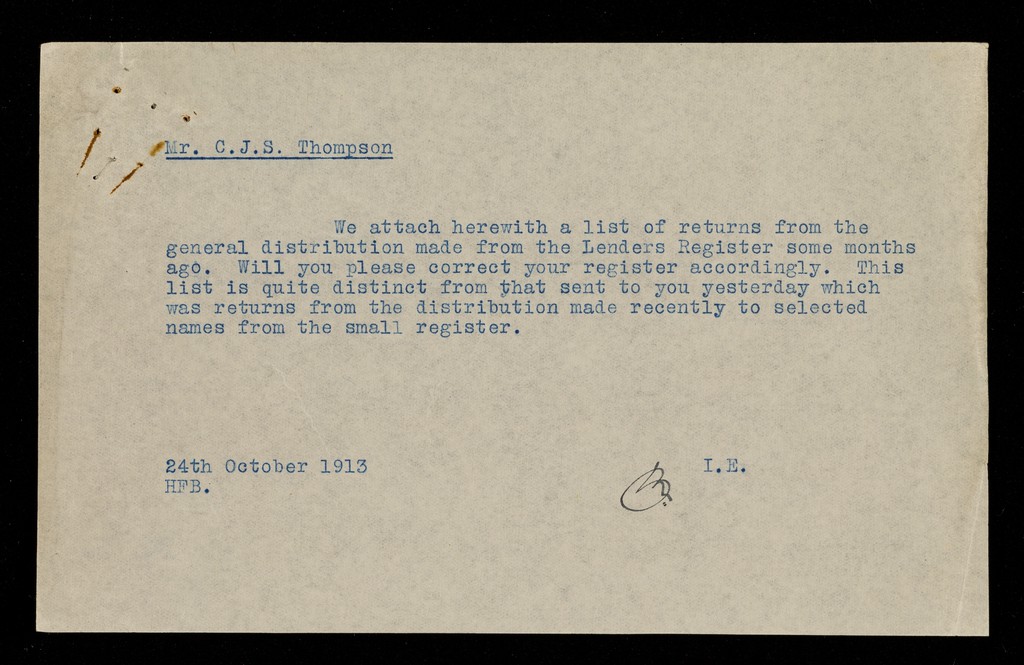 Mr. C.J.S. Thompson
We attach herewith a list of returns from the
general distribution made from the Lenders Register some months
ago. Will you please correct your register accordingly. This
list is quite distinct from that sent to you yesterday which
was returns from the distribution made recently to selected
names from the small register.
24th October 1913
I.E.
HFB.